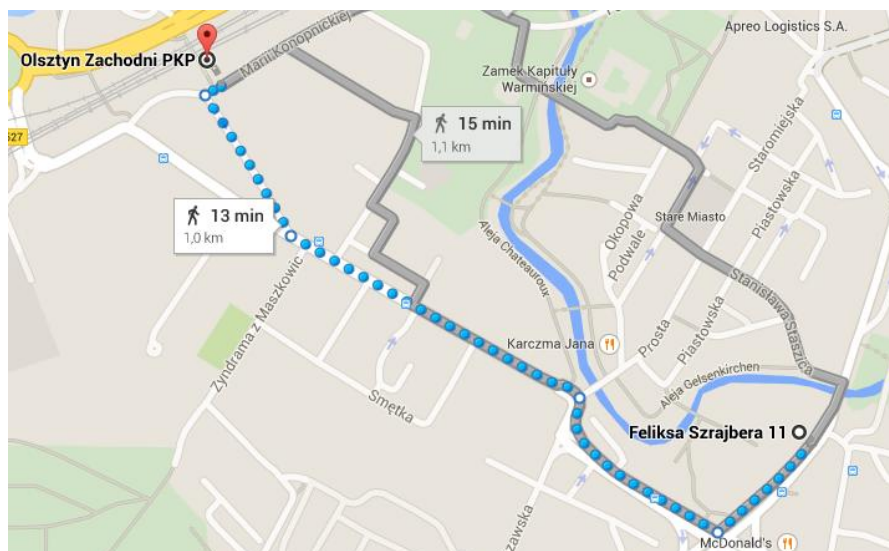 Apreo Logistics S.A.
Olsztyn Zachodni PKP
Marii Konopnickiej
Zamek Kapituły
Warmińskiej
527
15 min
1,1 km
Staromiejska
13 min
1,0 km
Okopowa
Podwale
Stare Miasto
Piastowska
Aleja Chateauroux
Zyndrama z Maszkowic
Stanisława Staszica
Karczma Jana
Prosta
Piastowska
Aleja Gelsenkirchen
Smętka
Feliksa Szrajbera 11
zawska
McDonald's